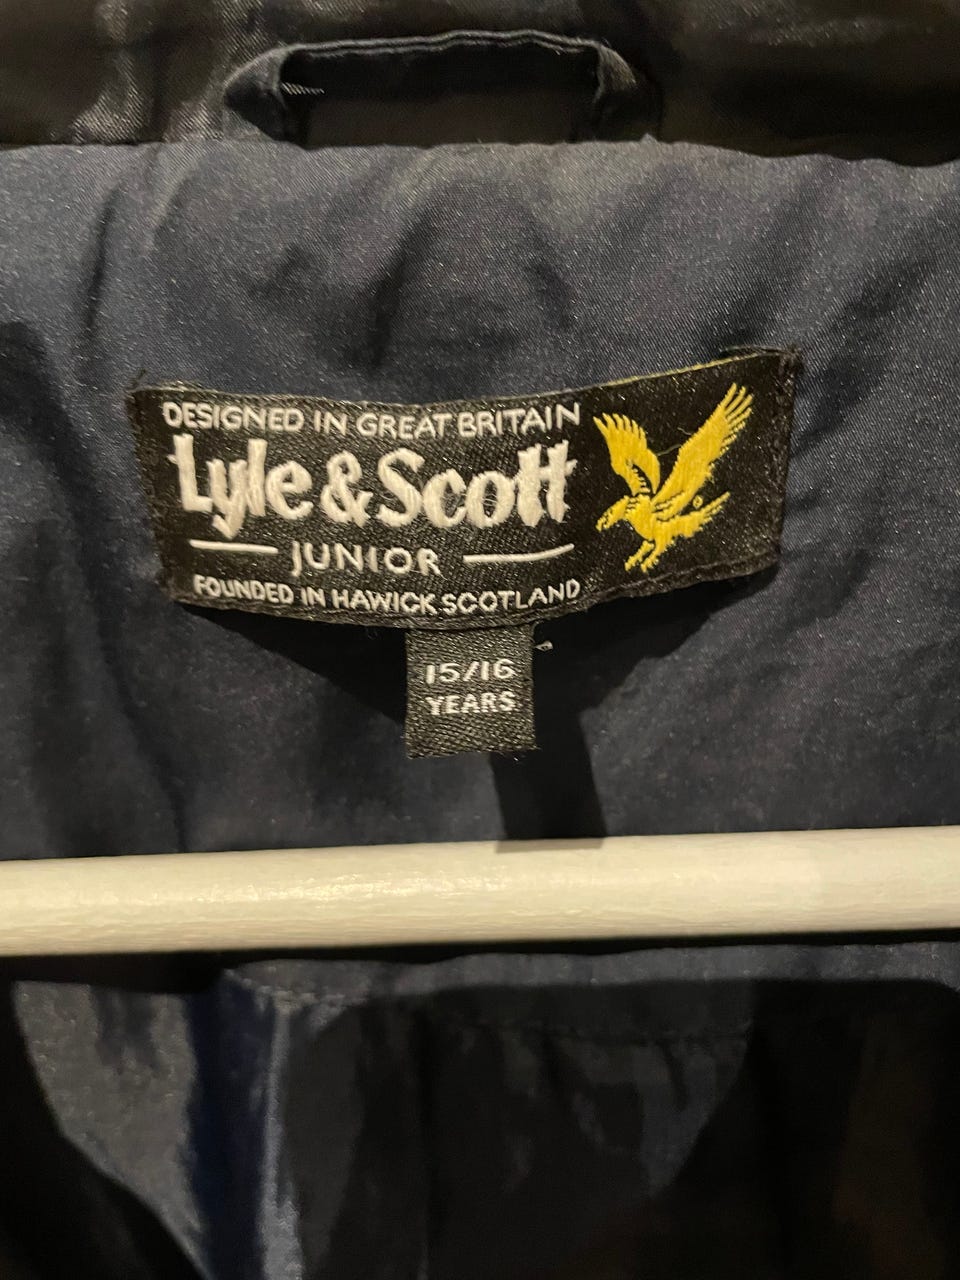 DESIGNED IN GREAT BRITAIN
Lyle & Scott
JUNIOR
FOUNDED IN HAWICK SCOTLAND
15/16
YEARS